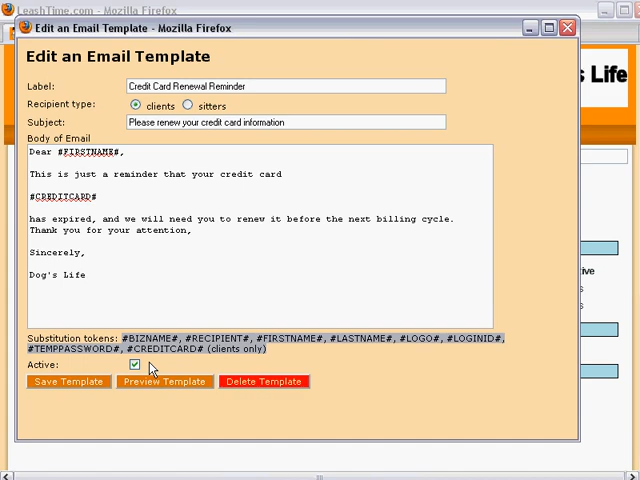 LeashTime.com - Mozilla Firefox
Edit an Email Template - Mozilla Firefox
s Life
Edit an Email Template
Label: Credit Card Renewal Reminder
Recipient type: clients sitters
Subject: Please renew your credit card information
Body of Email
Dear #FIRSTNAME#,
This is just a reminder that your credit card
#CREDITCARD#
has expired, and we will need you to renew it before the next billing cycle.
Thank you for your attention,
Sincerely,
Dog's Life
Substitution tokens: #BIZNAME#, #RECIPIENT#, #FIRSTNAME#, #LASTNAME#, #LOGO#, #LOGINID#,
#TEMPPASSWORD#, #CREDITCARD# (clients only)
Active:
Save Template Preview Template Delete Template